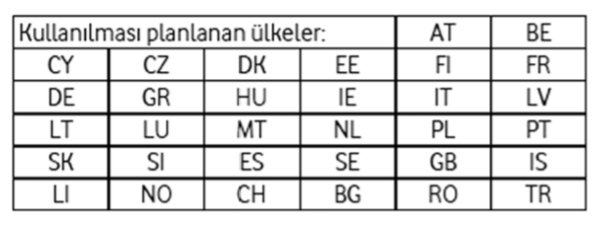 Kullanılması planlanan ülkeler: AT BE
CY CZ DK EE FI FR
DE GR HU IE IT LV
LT LU MT NL PL PT
SK SI ES SE GB IS
LI NO CH BG RO TR